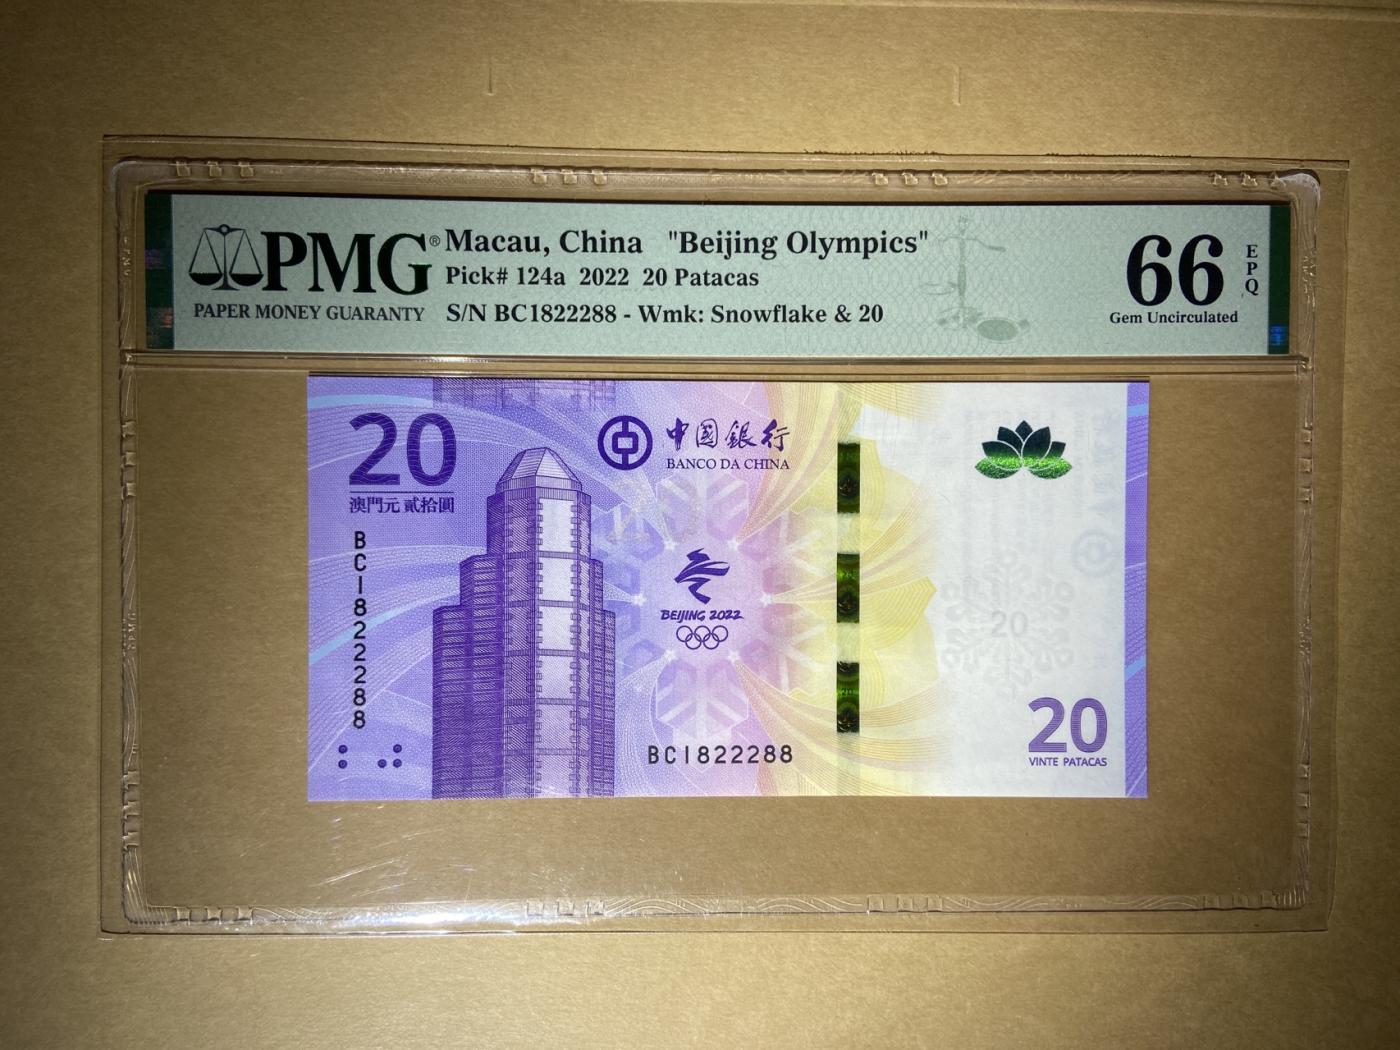 PMG®
PAPER MONEY GUARANTY
Macau, China "Beijing Olympics"
Pick# 124a 2022 20 Patacas
S/N BC1822288 - Wmk: Snowflake & 20
66
EPQ
Gem Uncirculated
20
澳門元 貳拾圓
BC1822288
中國銀行
BANCO DA CHINA
20
BEIJING 2022
BC1822288
20
20
VINTE PATACAS